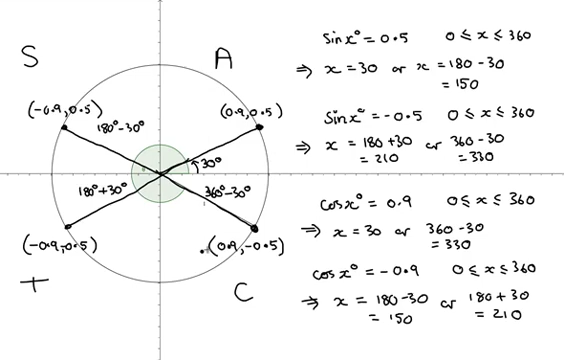 S
A
(-0.9,0.5)
180°-30°
(0.9,0.5)
30°
180°+30°
360°-30°
(-0.9,-0.5)
(0.9,-0.5)
T
C
sin x° = 0.5 0 ≤ x ≤ 360
⇒ x = 30 or x = 180 - 30
= 150
sin x° = -0.5 0 ≤ x ≤ 360
⇒ x = 180 + 30 or 360 - 30
= 210 = 330
cos x° = 0.9 0 ≤ x ≤ 360
⇒ x = 30 or 360 - 30
= 330
cos x° = -0.9 0 ≤ x ≤ 360
⇒ x = 180 - 30 or 180 + 30
= 150 = 210